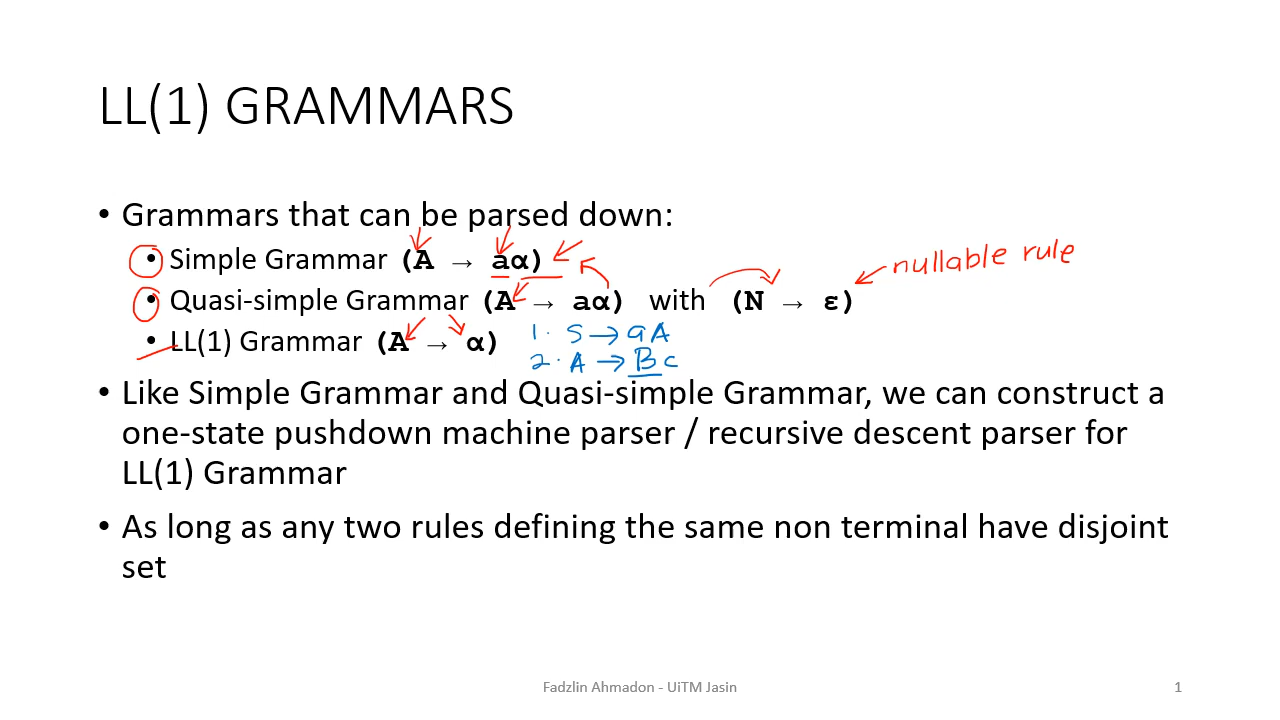 LL(1) GRAMMARS
• Grammars that can be parsed down:
• Simple Grammar (A → aα)
nullable rule
• Quasi-simple Grammar (A → aα) with (N → ε)
• LL(1) Grammar (A → α)
1. S → aA
2. A → Bc
• Like Simple Grammar and Quasi-simple Grammar, we can construct a
one-state pushdown machine parser / recursive descent parser for
LL(1) Grammar
• As long as any two rules defining the same non terminal have disjoint
set
Fadzlin Ahmadon - UiTM Jasin
1